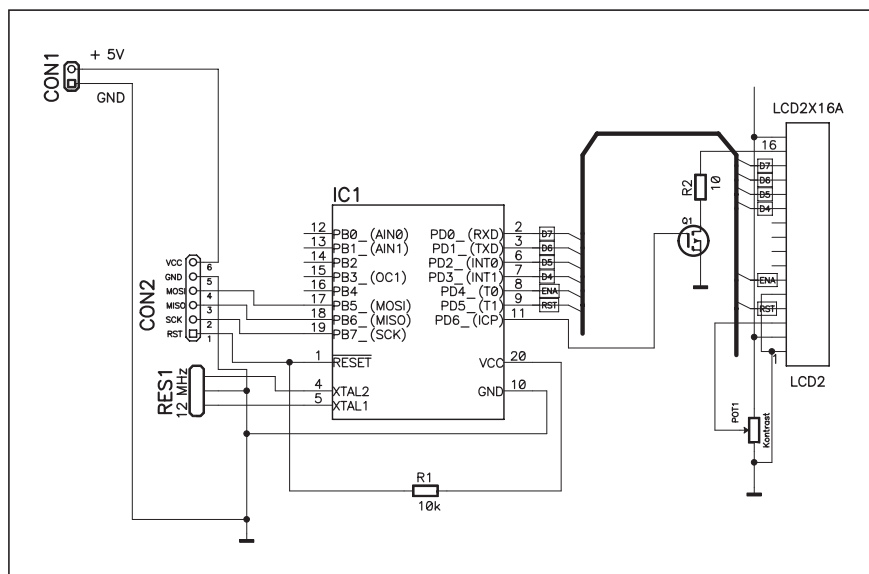 CON1
+ 5V
GND
LCD2X16A
16
D7
D6
D5
D4
ENA
RST
1
LCD2
R2
10
Q1
POT1
Kontrast
IC1
12 PB0_(AIN0)
13 PB1_(AIN1)
14 PB2
15 PB3_(OC1)
16 PB4
17 PB5_(MOSI)
18 PB6_(MISO)
19 PB7_(SCK)
1 RESET
4 XTAL2
5 XTAL1
PD0_(RXD) 2 D7
PD1_(TXD) 3 D6
PD2_(INT0) 6 D5
PD3_(INT1) 7 D4
PD4_(T0) 8 ENA
PD5_(T1) 9 RST
PD6_(ICP) 11
VCC 20
GND 10
CON2
VCC 6
GND 5
MOSI 4
MISO 3
SCK 2
RST 1
RES1
12 MHz
R1
10k